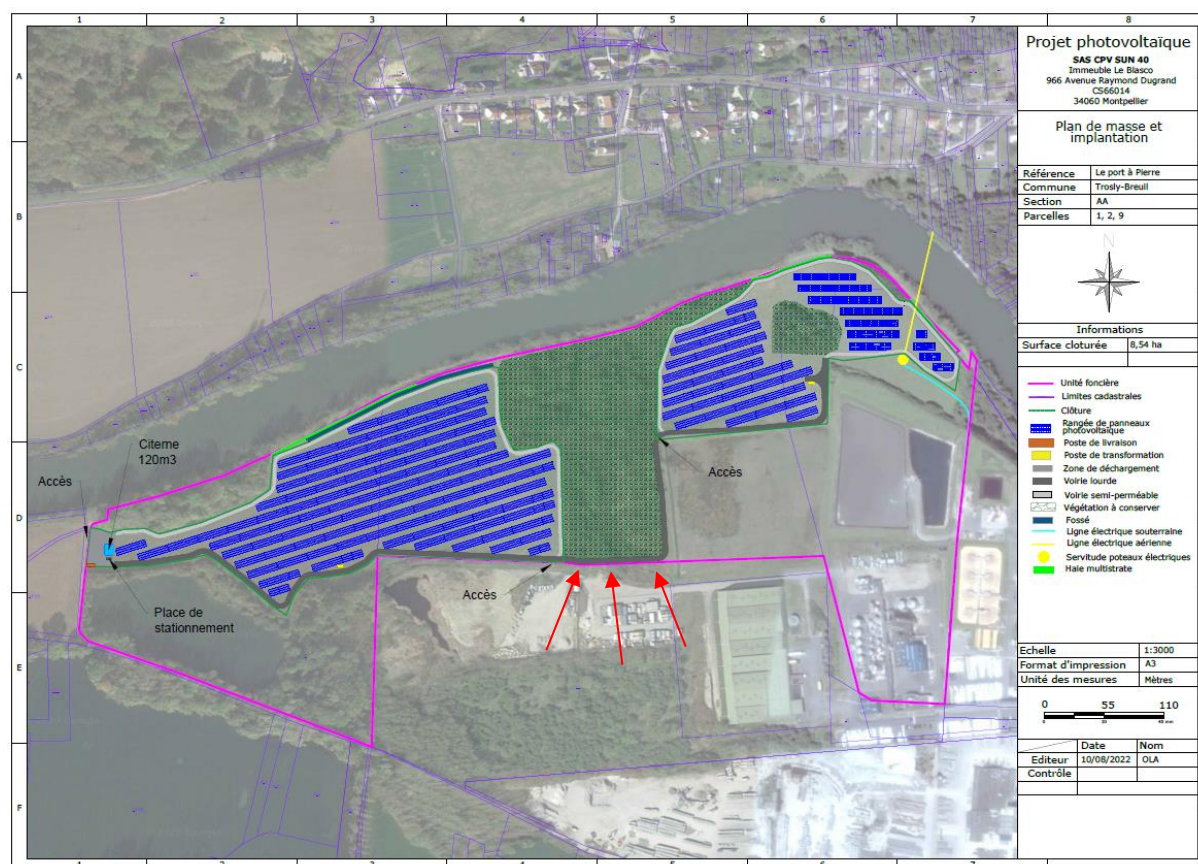 1 2 3 4 5 6 7 8
A
B
C
D
E
F
Citerne
120m3
Accès
Place de
stationnement
Accès
Accès
Projet photovoltaïque
SAS CPV SUN 40
Immeuble Le Blasco
966 Avenue Raymond Dugrand
CS66014
34060 Montpellier
Plan de masse et
implantation
Référence Le port à Pierre
Commune Trosly-Breuil
Section AA
Parcelles 1, 2, 9
N
Informations
Surface cloturée 8,54 ha
Unité foncière
Limites cadastrales
Clôture
Rangée de panneaux
photovoltaïque
Poste de livraison
Poste de transformation
Zone de déchargement
Voirie lourde
Voirie semi-perméable
Végétation à conserver
Fossé
Ligne électrique souterraine
Ligne électrique aérienne
Servitude poteaux électriques
Haie multistrate
Echelle 1:3000
Format d'impression A3
Unité des mesures Mètres
0 55 110
Date Nom
Editeur 10/08/2022 OLA
Contrôle